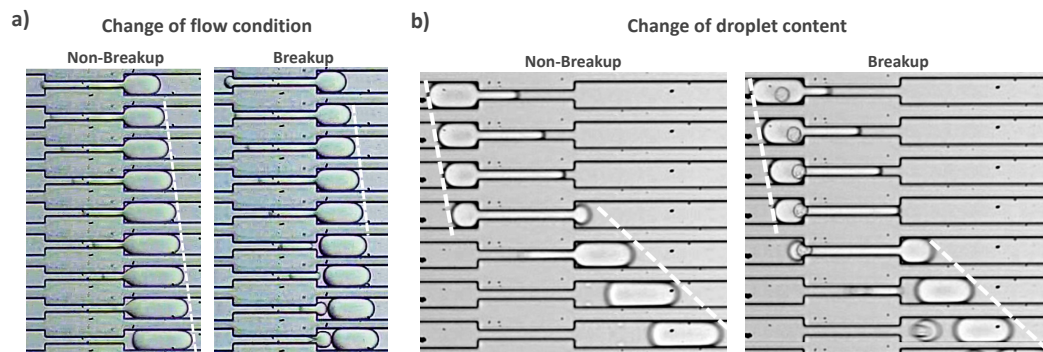 a)
Change of flow condition
Non-Breakup
Breakup
b)
Change of droplet content
Non-Breakup
Breakup